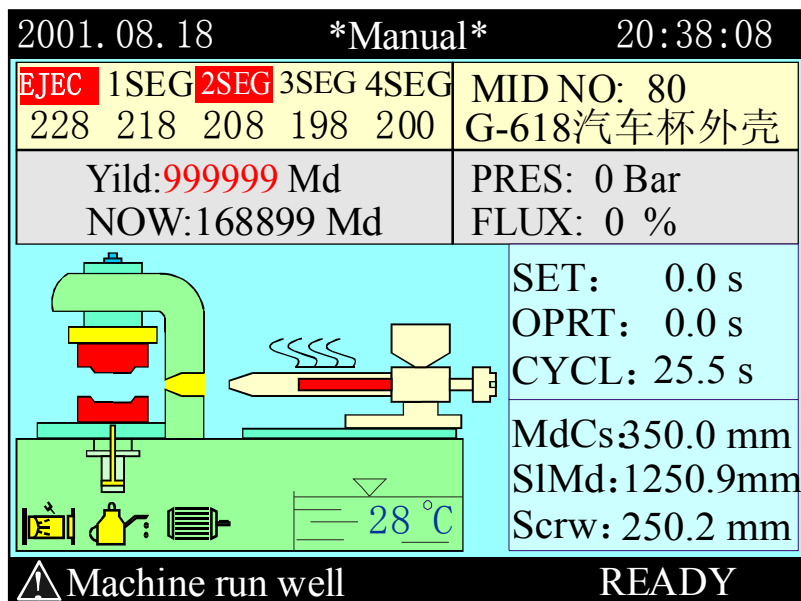 2001.08.18 *Manual* 20:38:08
EJEC 1SEG 2SEG 3SEG 4SEG
228 218 208 198 200
MID NO: 80
G-618汽车杯外壳
Yild:999999 Md
NOW:168899 Md
PRES: 0 Bar
FLUX: 0 %
SET: 0.0 s
OPRT: 0.0 s
CYCL: 25.5 s
MdCs:350.0 mm
SlMd:1250.9mm
Scrw:250.2 mm
28 °C
Machine run well READY